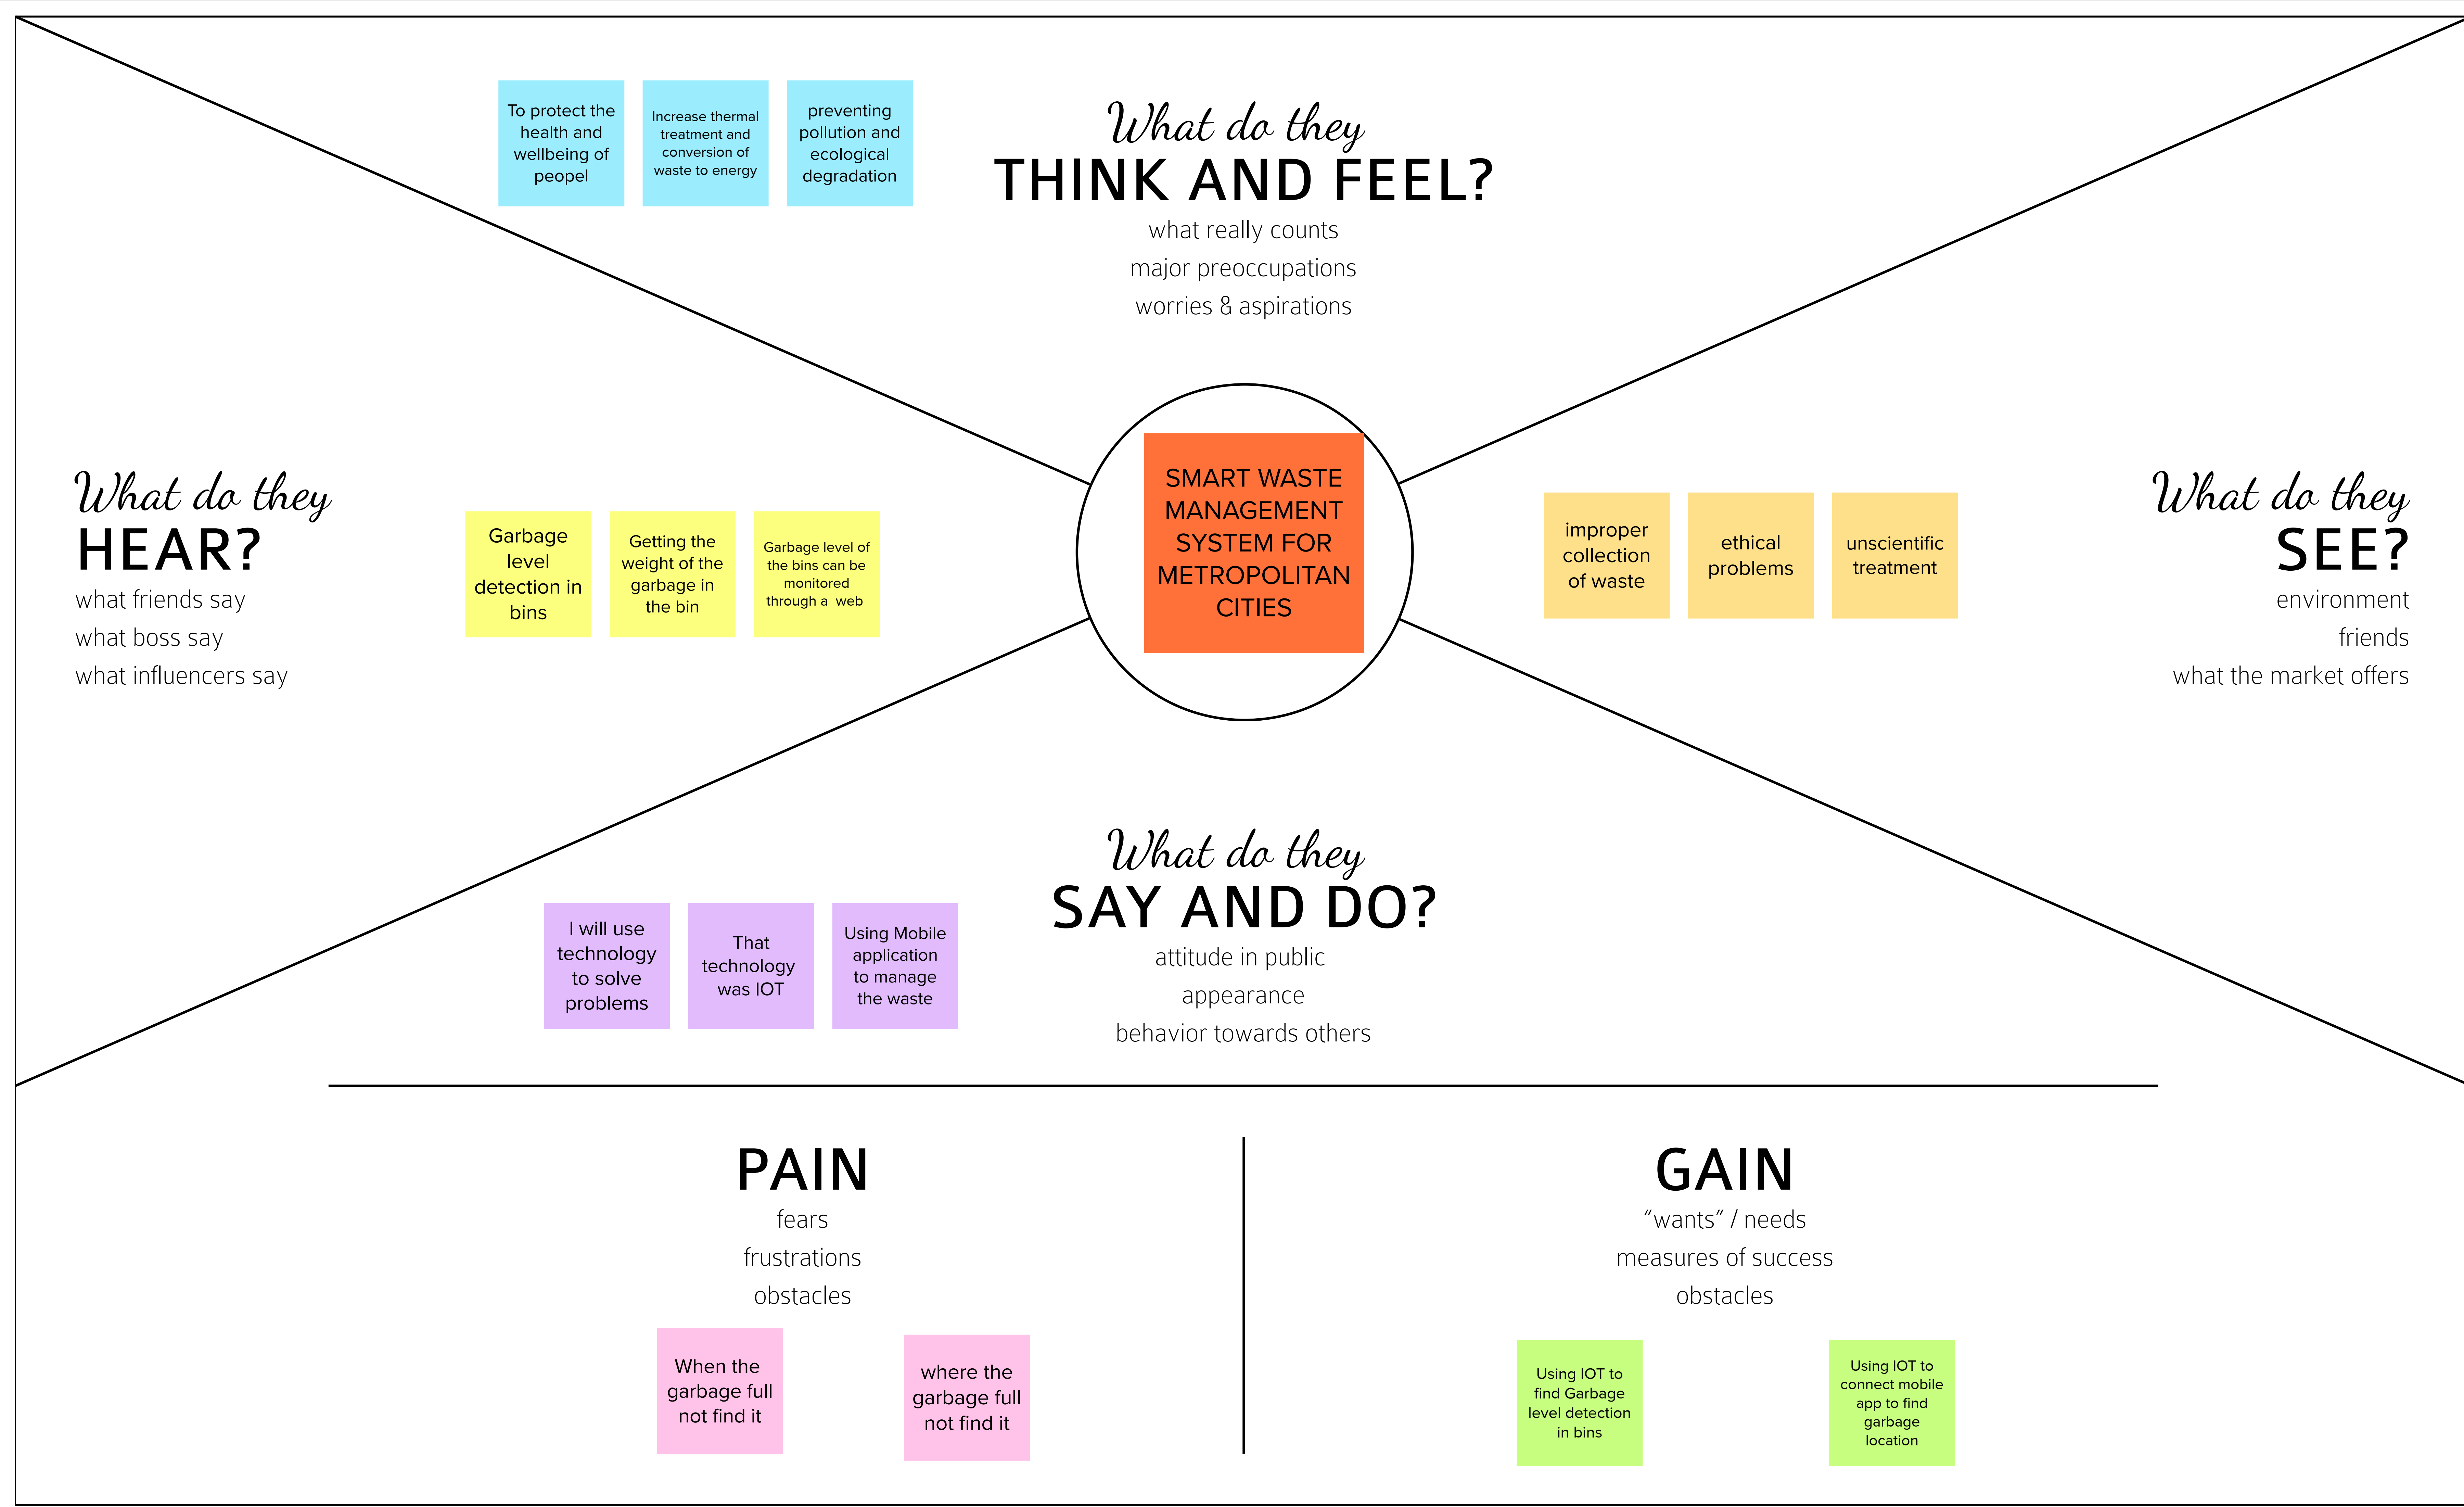 To protect the
health and
wellbeing of
peopel
Increase thermal
treatment and
conversion of
waste to energy
preventing
pollution and
ecological
degradation
What do they
THINK AND FEEL?
what really counts
major preoccupations
worries & aspirations
What do they
HEAR?
what friends say
what boss say
what influencers say
Garbage
level
detection in
bins
Getting the
weight of the
garbage in
the bin
Garbage level of
the bins can be
monitored
through a web
SMART WASTE
MANAGEMENT
SYSTEM FOR
METROPOLITAN
CITIES
improper
collection
of waste
ethical
problems
unscientific
treatment
What do they
SEE?
environment
friends
what the market offers
I will use
technology
to solve
problems
That
technology
was IOT
Using Mobile
application
to manage
the waste
What do they
SAY AND DO?
attitude in public
appearance
behavior towards others
PAIN
fears
frustrations
obstacles
When the
garbage full
not find it
where the
garbage full
not find it
GAIN
“wants” / needs
measures of success
obstacles
Using IOT to
find Garbage
level detection
in bins
Using IOT to
connect mobile
app to find
garbage
location